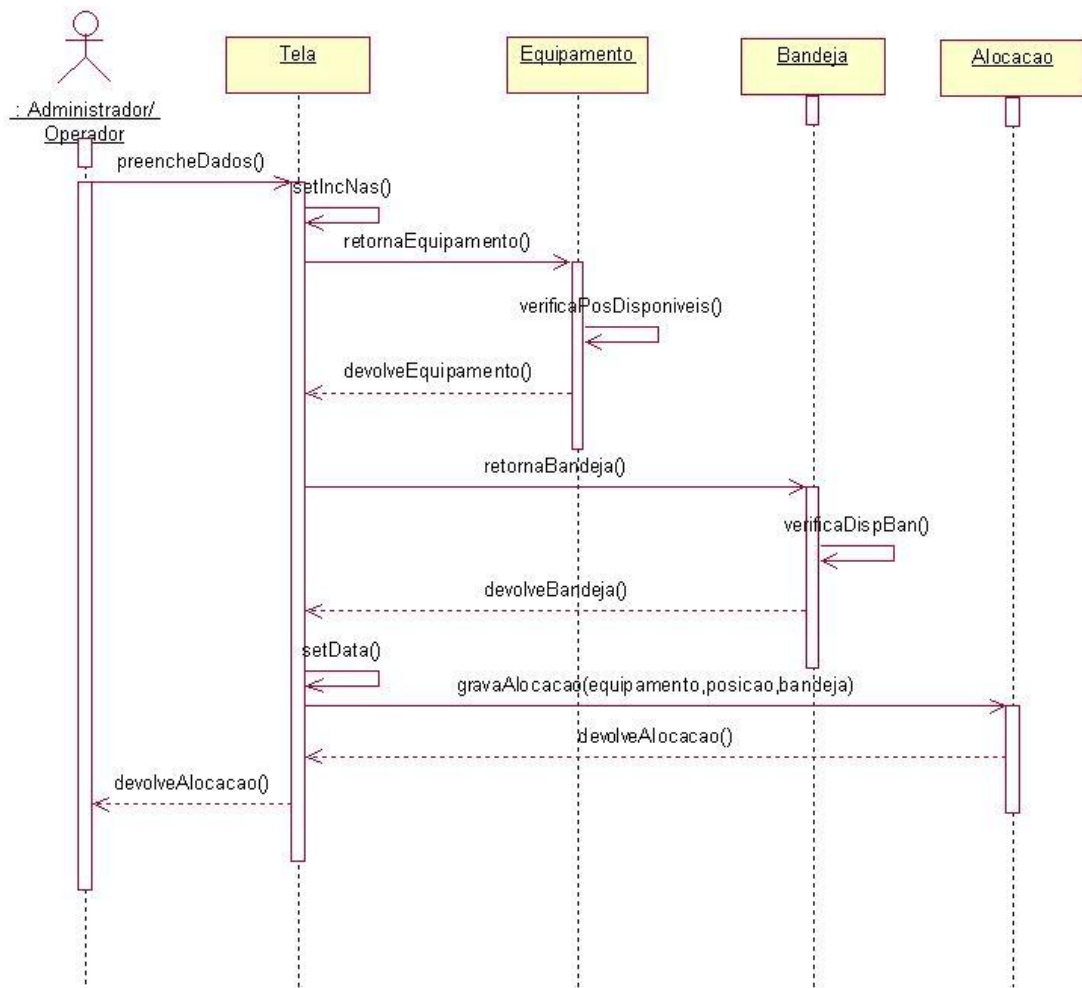 Tela
Equipamento
Bandeja
Alocacao
: Administrador/
Operador
preencheDados()
setIncNas()
retornaEquipamento()
verificaPosDisponiveis()
devolveEquipamento()
retornaBandeja()
verificaDispBan()
devolveBandeja()
setData()
gravaAlocacao(equipamento,posicao,bandeja)
devolveAlocacao()
devolveAlocacao()